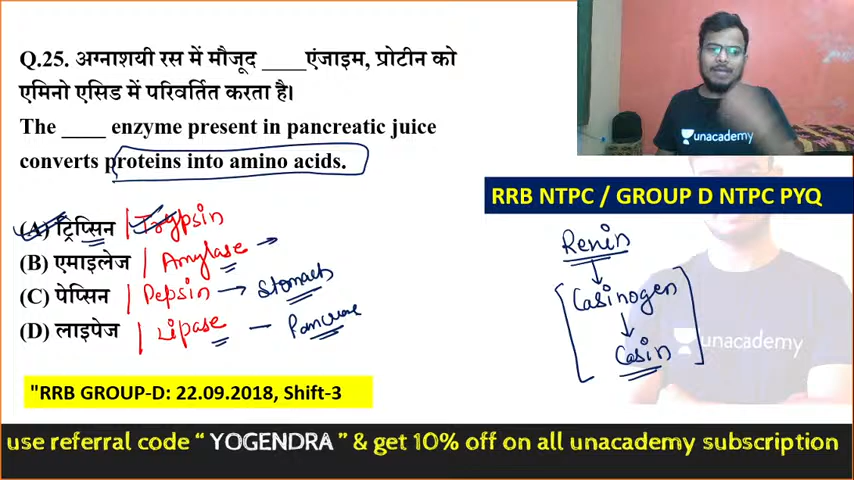 Q.25. अग्नाशयी रस में मौजूद ____एंजाइम, प्रोटीन को
एमिनो एसिड में परिवर्तित करता है।
The ____ enzyme present in pancreatic juice
converts proteins into amino acids.
(A) ट्रिप्सिन | Trypsin
(B) एमाइलेज | Amylase →
(C) पेप्सिन | Pepsin → Stomach
(D) लाइपेज | Lipase —
"RRB GROUP-D: 22.09.2018, Shift-3
unacademy
RRB NTPC / GROUP D NTPC PYQ
Renin
Casinogen
Casin
unacademy
use referral code “ YOGENDRA ” & get 10% off on all unacademy subscription